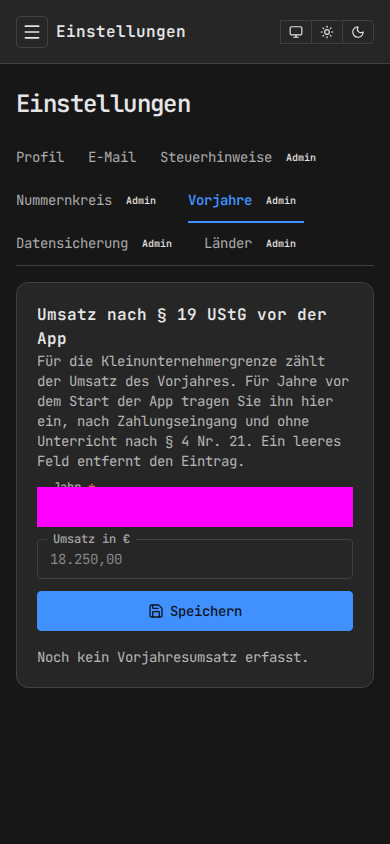 Einstellungen
Einstellungen
Profil E-Mail Steuerhinweise Admin
Nummernkreis Admin Vorjahre Admin
Datensicherung Admin Länder Admin
Umsatz nach § 19 UStG vor der
App
Für die Kleinunternehmergrenze zählt
der Umsatz des Vorjahres. Für Jahre vor
dem Start der App tragen Sie ihn hier
ein, nach Zahlungseingang und ohne
Unterricht nach § 4 Nr. 21. Ein leeres
Feld entfernt den Eintrag.
Jahr *
Umsatz in €
18.250,00
Speichern
Noch kein Vorjahresumsatz erfasst.